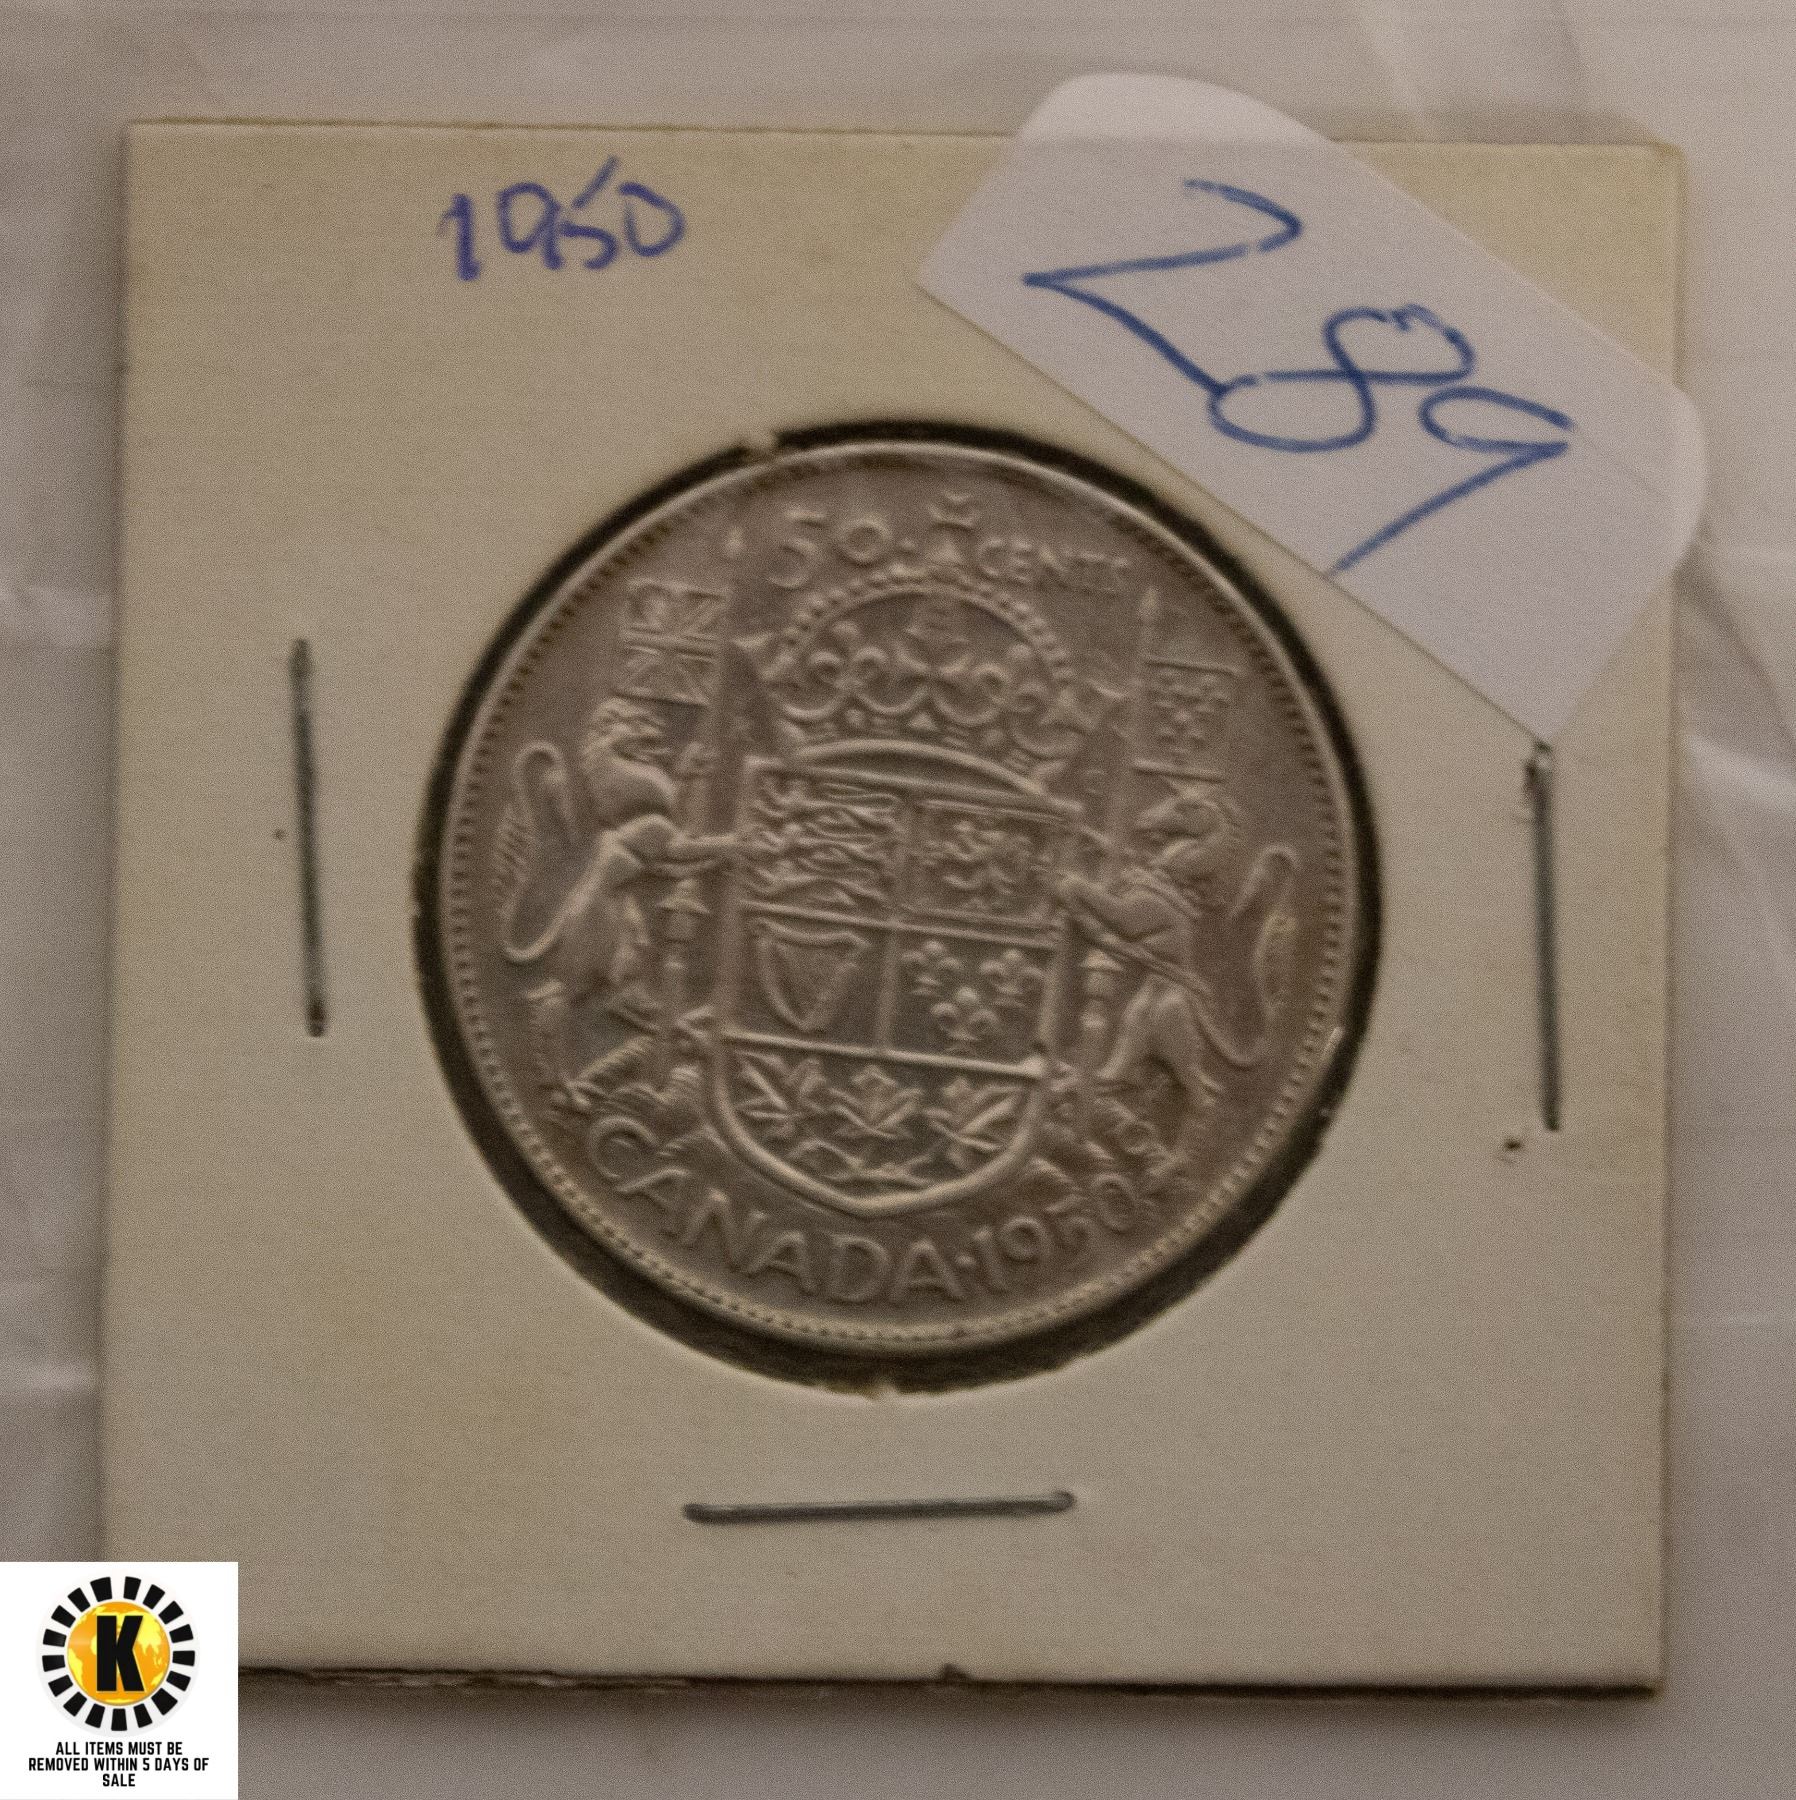 1950
289
50 CENTS
CANADA·1950
K
ALL ITEMS MUST BE
REMOVED WITHIN 5 DAYS OF
SALE